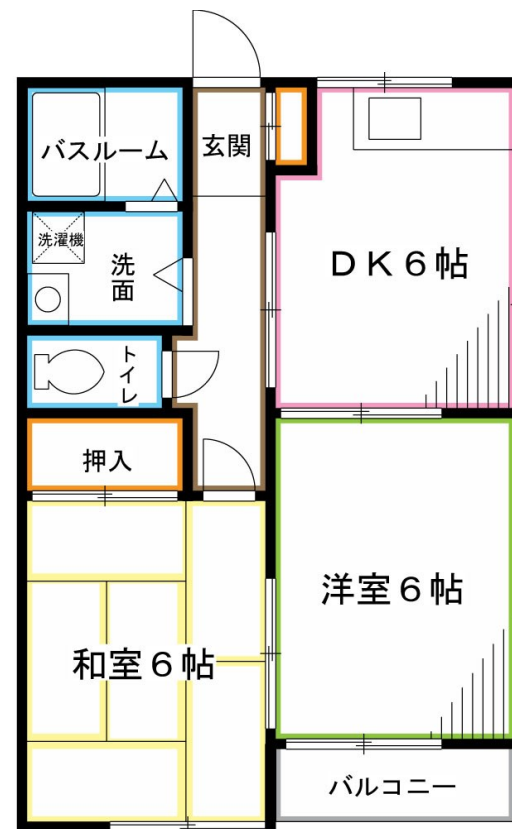 バスルーム
玄関
洗濯機
洗面
DK6帖
トイレ
押入
洋室6帖
和室6帖
バルコニー